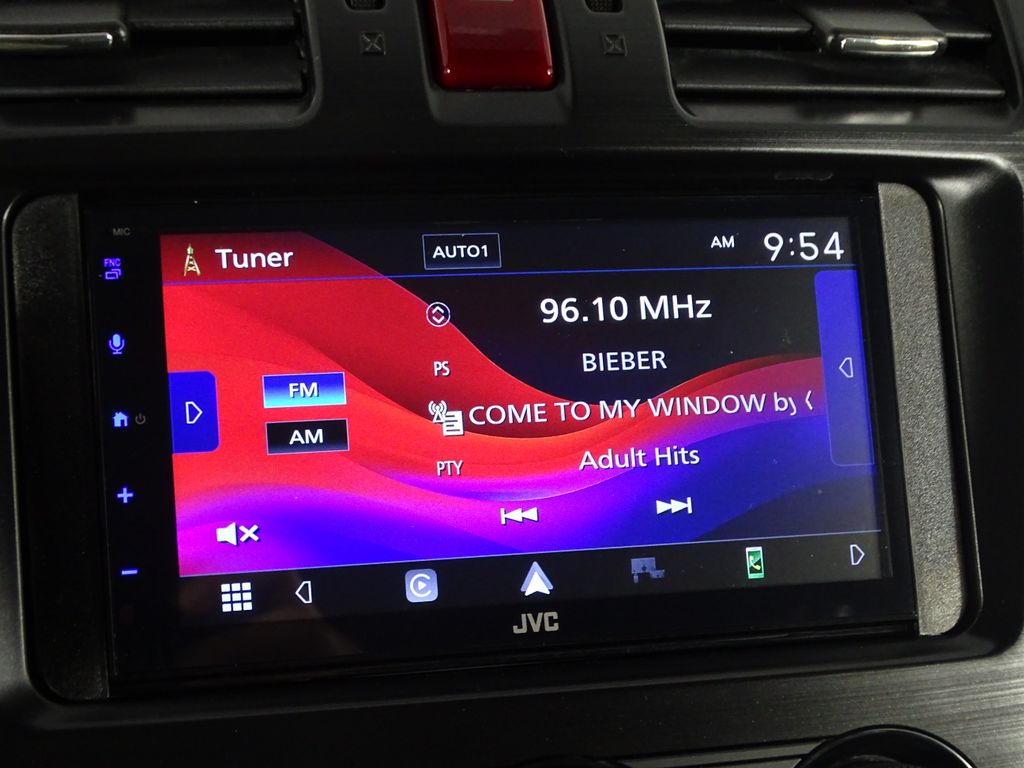 MIC
FNC
Tuner
AUTO1
AM 9:54
96.10 MHz
PS
BIEBER
FM
COME TO MY WINDOW by
AM
PTY
Adult Hits
JVC